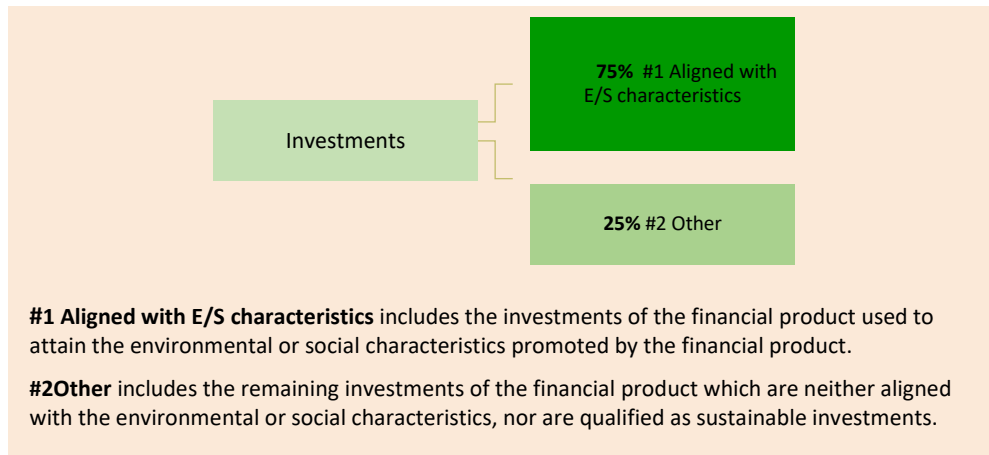 75% #1 Aligned with
E/S characteristics
Investments
25% #2 Other
#1 Aligned with E/S characteristics includes the investments of the financial product used to
attain the environmental or social characteristics promoted by the financial product.
#2Other includes the remaining investments of the financial product which are neither aligned
with the environmental or social characteristics, nor are qualified as sustainable investments.